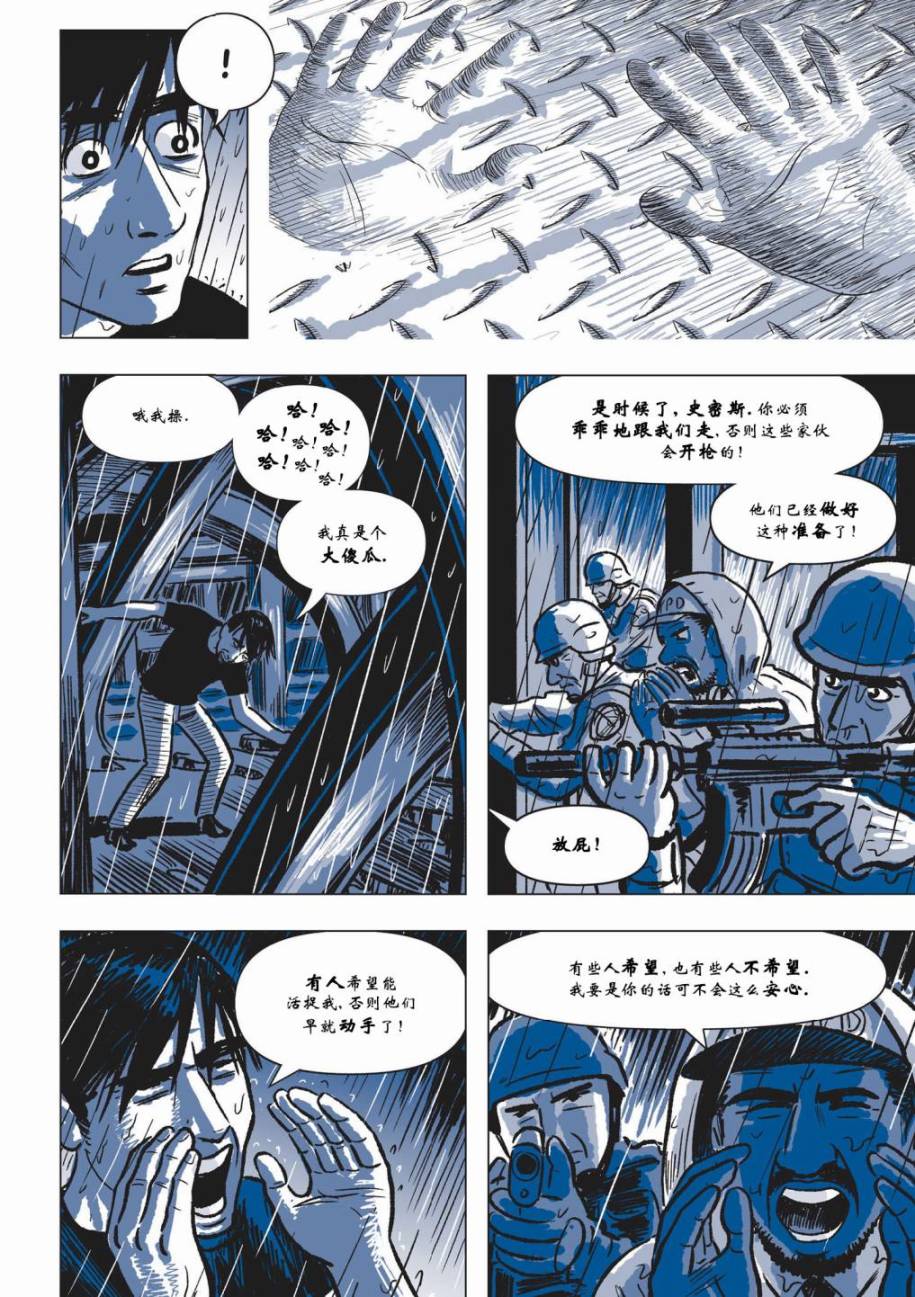 !
哦我操.
哈!
哈! 哈!
哈!
哈!
哈! 哈!
哈!
哈!
我真是个
大傻瓜.
是时候了, 史密斯. 你必须
乖乖地跟我们走, 否则这些家伙
会开枪的!
他们已经做好
这种准备了!
PD
放屁!
有人希望能
活捉我, 否则他们
早就动手了!
有些人希望, 也有些人不希望.
我要是你的话可不会这么安心.